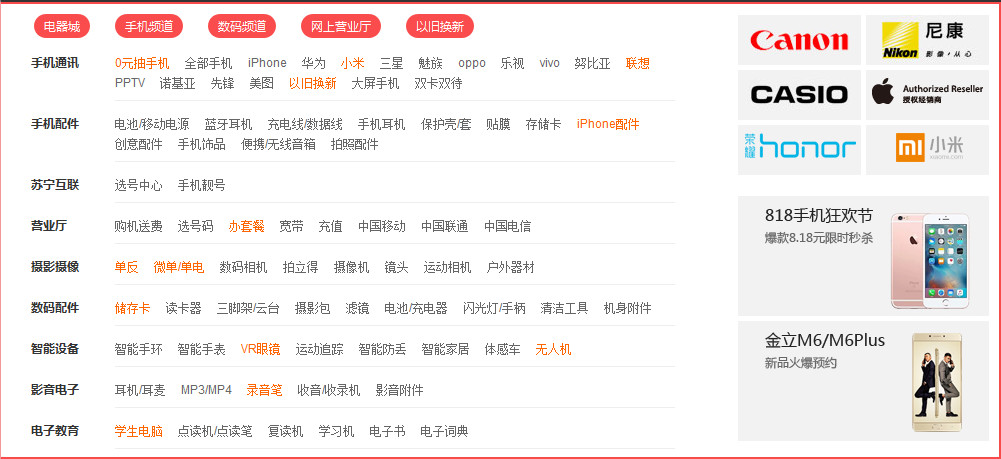 电器城 手机频道 数码频道 网上营业厅 以旧换新
手机通讯 0元抽手机 全部手机 iPhone 华为 小米 三星 魅族 oppo 乐视 vivo 努比亚 联想
PPTV 诺基亚 先锋 美图 以旧换新 大屏手机 双卡双待
手机配件 电池/移动电源 蓝牙耳机 充电线/数据线 手机耳机 保护壳/套 贴膜 存储卡 iPhone配件
创意配件 手机饰品 便携/无线音箱 拍照配件
苏宁互联 选号中心 手机靓号
营业厅 购机送费 选号码 办套餐 宽带 充值 中国移动 中国联通 中国电信
摄影摄像 单反 微单/单电 数码相机 拍立得 摄像机 镜头 运动相机 户外器材
数码配件 储存卡 读卡器 三脚架/云台 摄影包 滤镜 电池/充电器 闪光灯/手柄 清洁工具 机身附件
智能设备 智能手环 智能手表 VR眼镜 运动追踪 智能防丢 智能家居 体感车 无人机
影音电子 耳机/耳麦 MP3/MP4 录音笔 收音/收录机 影音附件
电子教育 学生电脑 点读机/点读笔 复读机 学习机 电子书 电子词典
Canon
Nikon 尼康
影像·从心
CASIO
Authorized Reseller
授权经销商
荣耀 honor
MI 小米
xiaomi.com
818手机狂欢节
爆款8.18元限时秒杀
金立M6/M6Plus
新品火爆预约